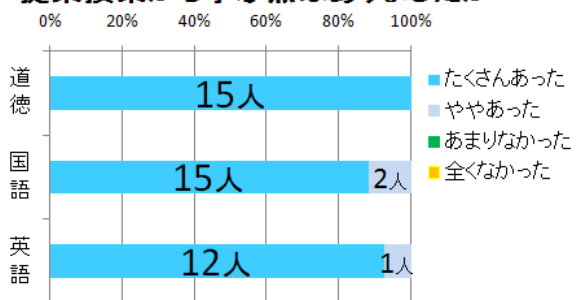 0% 20% 40% 60% 80% 100%
道徳
15人
国語
15人 2人
英語
12人 1人
たくさんあった
ややあった
あまりなかった
全くなかった